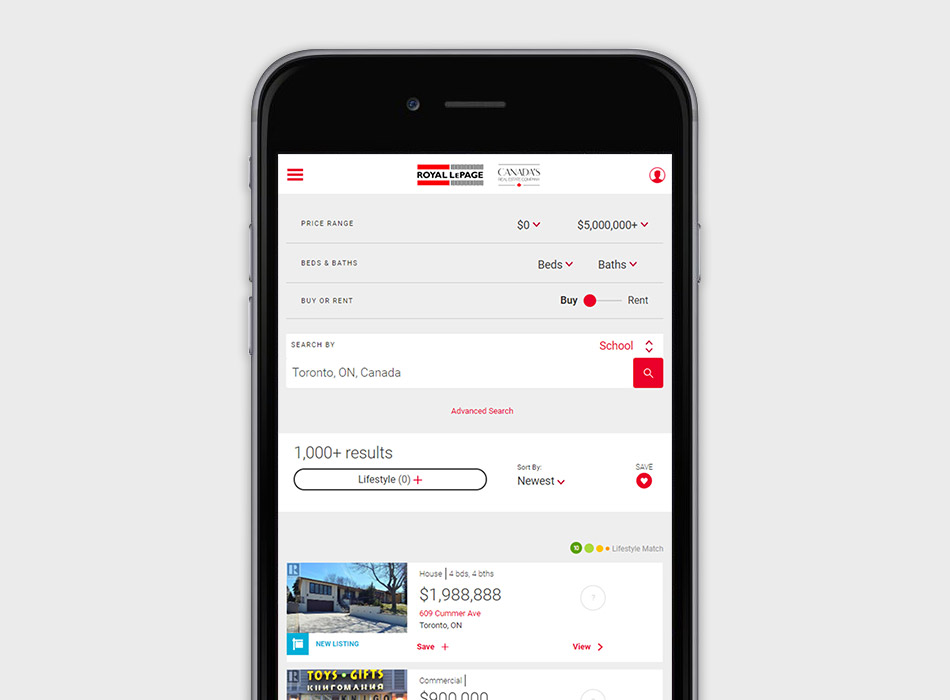 ROYAL LEPAGE
CANADA'S
REAL ESTATE COMPANY
PRICE RANGE
$0
$5,000,000+
BEDS & BATHS
Beds
Baths
BUY OR RENT
Buy
Rent
SEARCH BY
School
Toronto, ON, Canada
Advanced Search
1,000+ results
Lifestyle (0) +
Sort By:
Newest
SAVE
10
Lifestyle Match
R
House | 4 bds, 4 bths
$1,988,888
609 Cummer Ave
Toronto, ON
?
NEW LISTING
Save +
View
R
TOYS • GIFTS
КНИГОМАНИЯ
Commercial |
$900,000